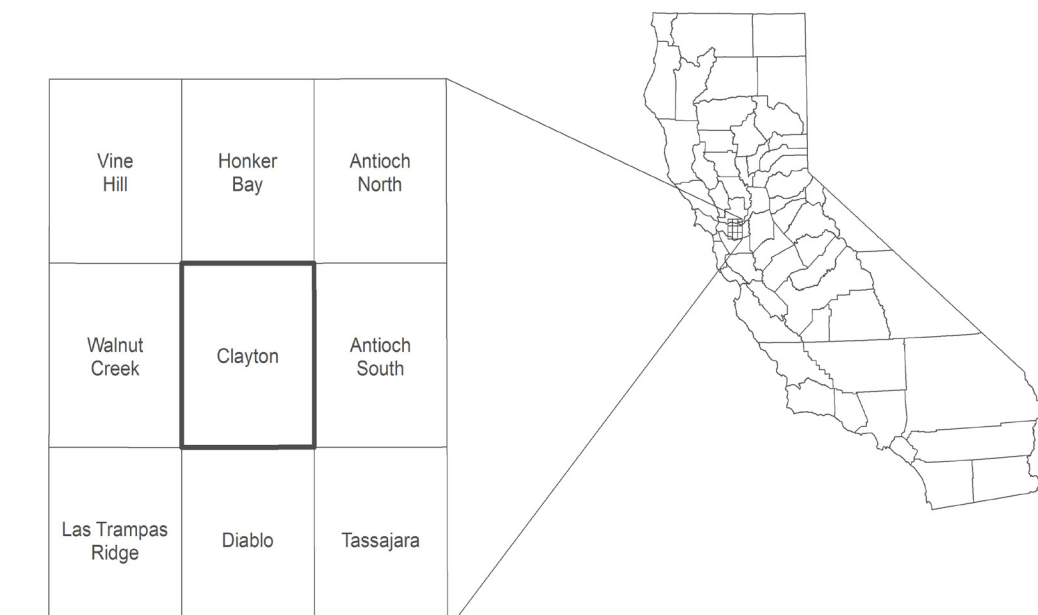 Vine
Hill
Honker
Bay
Antioch
North
Walnut
Creek
Clayton
Antioch
South
Las Trampas
Ridge
Diablo
Tassajara